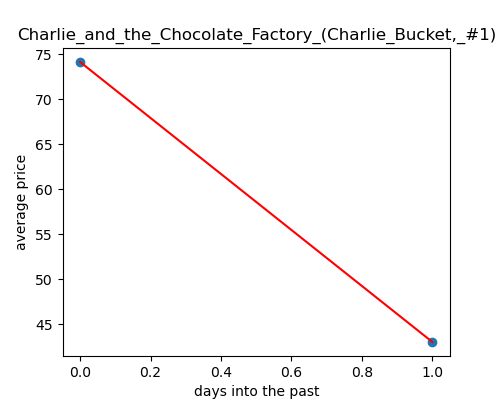 Charlie_and_the_Chocolate_Factory_(Charlie_Bucket,_#1)
75
70
65
60
55
50
45
average price
0.0 0.2 0.4 0.6 0.8 1.0
days into the past